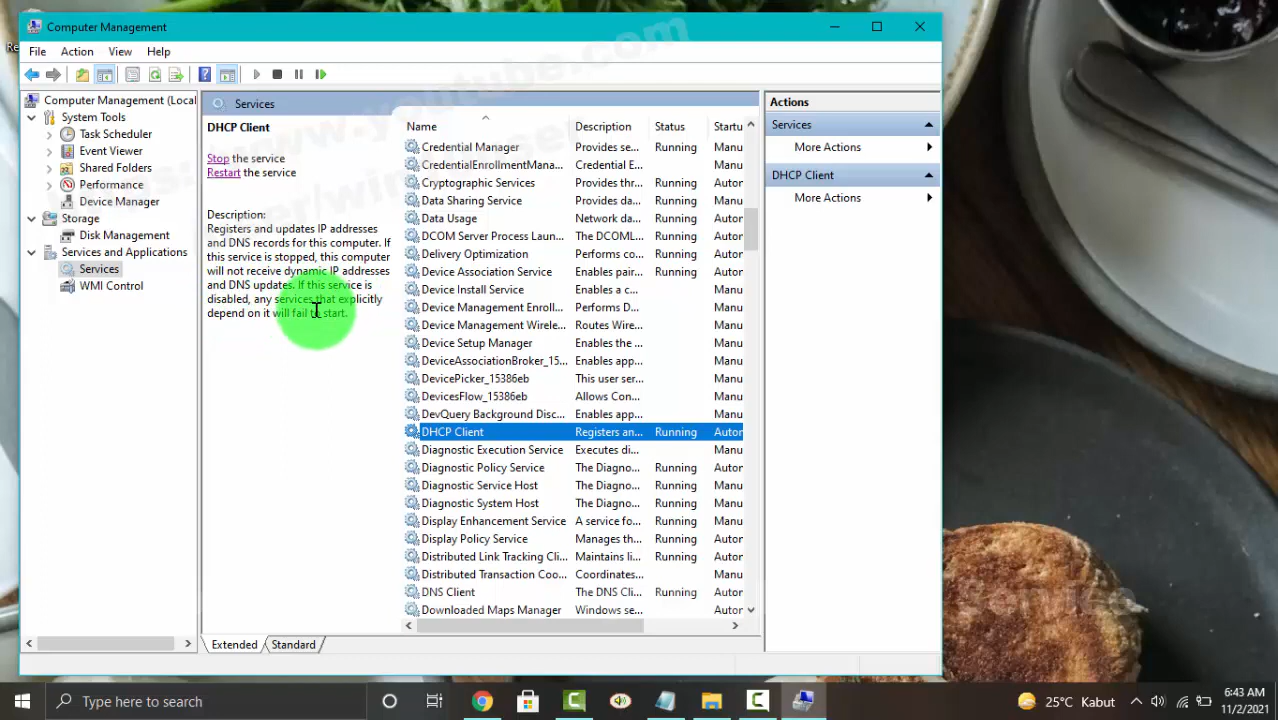 Computer Management
File Action View Help
Computer Management (Local
System Tools
Task Scheduler
Event Viewer
Shared Folders
Performance
Device Manager
Storage
Disk Management
Services and Applications
Services
WMI Control
Services
DHCP Client
Stop the service
Restart the service
Description:
Registers and updates IP addresses
and DNS records for this computer. If
this service is stopped, this computer
will not receive dynamic IP addresses
and DNS updates. If this service is
disabled, any services that explicitly
depend on it will fail to start.
Name Description Status Startu
Credential Manager Provides se... Running Manu
CredentialEnrollmentMana... Credential E... Manu
Cryptographic Services Provides thr... Running Autor
Data Sharing Service Provides da... Running Manu
Data Usage Network da... Running Autor
DCOM Server Process Laun... The DCOML... Running Autor
Delivery Optimization Performs co... Running Autor
Device Association Service Enables pair... Running Manu
Device Install Service Enables a c... Manu
Device Management Enroll... Performs D... Manu
Device Management Wirele... Routes Wire... Manu
Device Setup Manager Enables the ... Manu
DeviceAssociationBroker_15... Enables app... Manu
DevicePicker_15386eb This user ser... Manu
DevicesFlow_15386eb Allows Con... Manu
DevQuery Background Disc... Enables app... Manu
DHCP Client Registers an... Running Autor
Diagnostic Execution Service Executes di... Manu
Diagnostic Policy Service The Diagno... Running Autor
Diagnostic Service Host The Diagno... Running Manu
Diagnostic System Host The Diagno... Running Manu
Display Enhancement Service A service fo... Running Manu
Display Policy Service Manages th... Running Autor
Distributed Link Tracking Cli... Maintains li... Running Autor
Distributed Transaction Coo... Coordinates... Manu
DNS Client The DNS Cli... Running Autor
Downloaded Maps Manager Windows se... Autor
Extended Standard
Actions
Services
More Actions
DHCP Client
More Actions
Type here to search
25°C Kabut
6:43 AM
11/2/2021